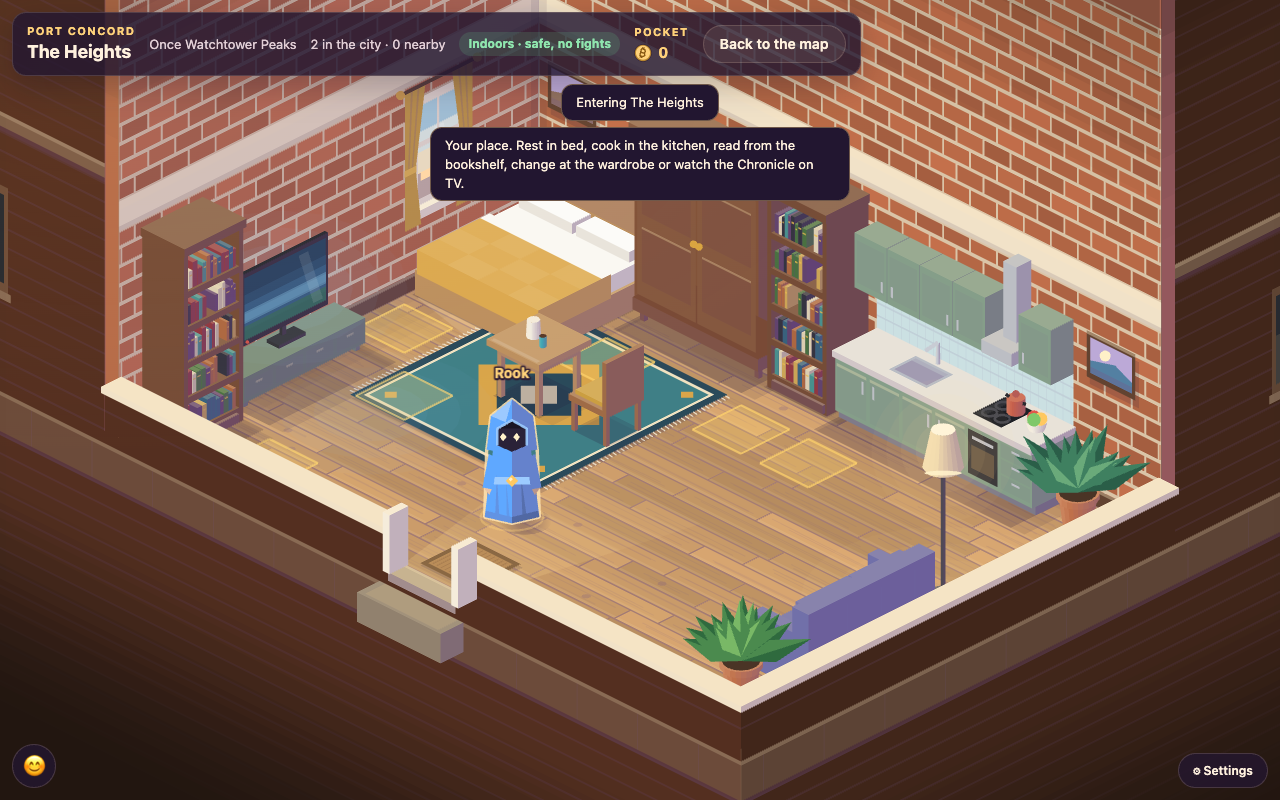 PORT CONCORD
The Heights
Once Watchtower Peaks
2 in the city · 0 nearby
Indoors · safe, no fights
POCKET
0
Back to the map
Entering The Heights
Your place. Rest in bed, cook in the kitchen, read from the
bookshelf, change at the wardrobe or watch the Chronicle on
TV.
Rook
Settings